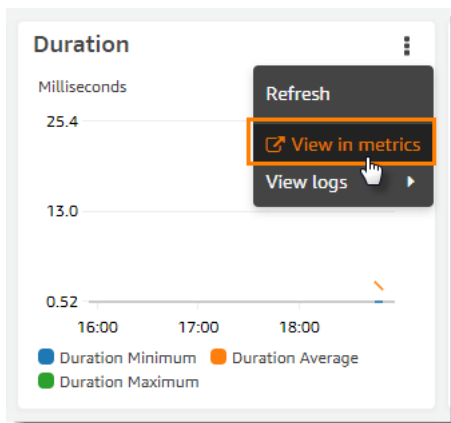 Duration
Milliseconds
Refresh
25.4
View in metrics
View logs
13.0
0.52
16:00 17:00 18:00
Duration Minimum Duration Average
Duration Maximum